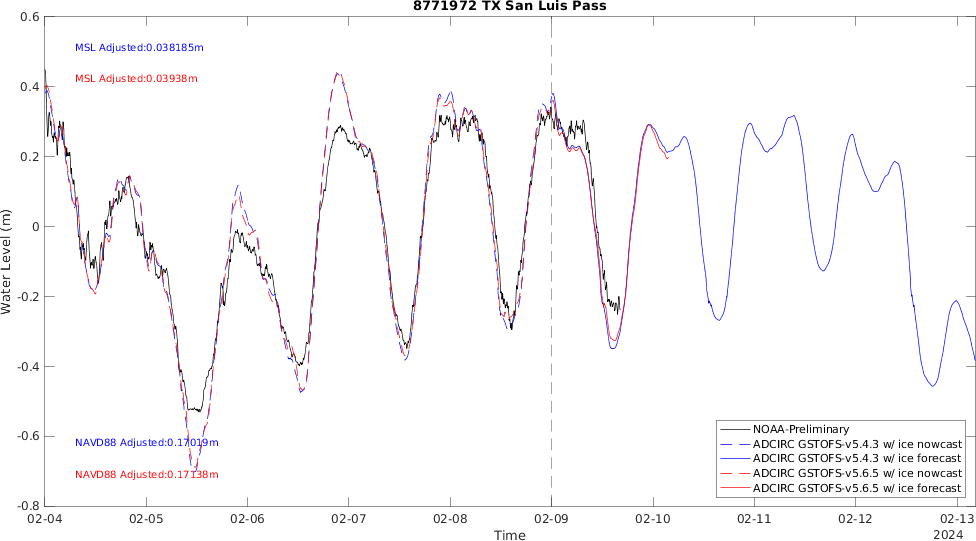 8771972 TX San Luis Pass
MSL Adjusted:0.038185m
MSL Adjusted:0.03938m
NAVD88 Adjusted:0.17019m
NAVD88 Adjusted:0.17138m
Water Level (m)
0.6
0.4
0.2
0
-0.2
-0.4
-0.6
-0.8
NOAA-Preliminary
ADCIRC GSTOFS-v5.4.3 w/ ice nowcast
ADCIRC GSTOFS-v5.4.3 w/ ice forecast
ADCIRC GSTOFS-v5.6.5 w/ ice nowcast
ADCIRC GSTOFS-v5.6.5 w/ ice forecast
02-04 02-05 02-06 02-07 02-08 02-09 02-10 02-11 02-12 02-13
Time
2024